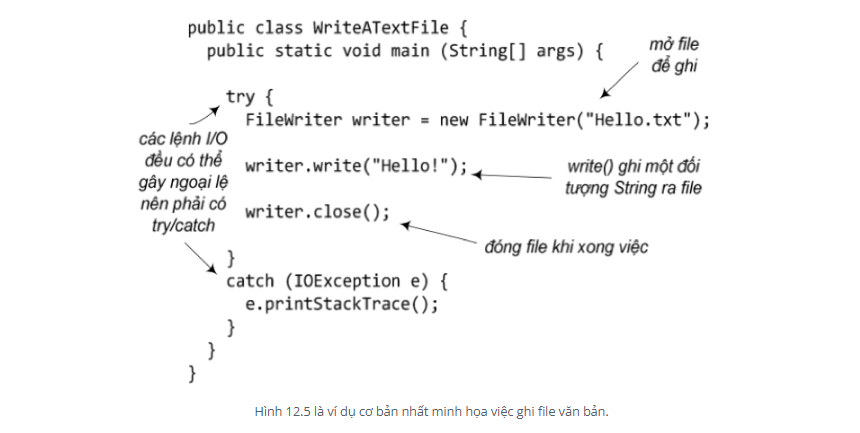 public class WriteATextFile {
public static void main (String[] args) {
mở file
để ghi
try {
FileWriter writer = new FileWriter("Hello.txt");
các lệnh I/O
đều có thể
gây ngoại lệ
nên phải có
try/catch
writer.write("Hello!");
write() ghi một đối
tượng String ra file
writer.close();
đóng file khi xong việc
}
catch (IOException e) {
e.printStackTrace();
}
}
}
Hình 12.5 là ví dụ cơ bản nhất minh họa việc ghi file văn bản.